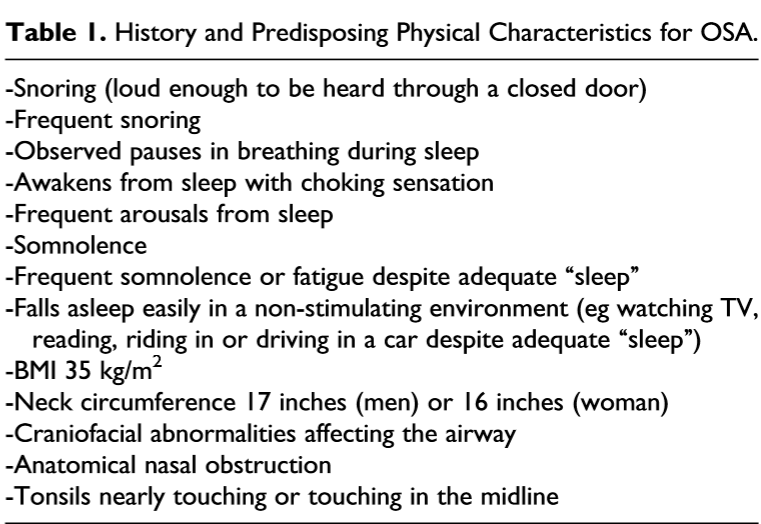 Table 1. History and Predisposing Physical Characteristics for OSA.
-Snoring (loud enough to be heard through a closed door)
-Frequent snoring
-Observed pauses in breathing during sleep
-Awakens from sleep with choking sensation
-Frequent arousals from sleep
-Somnolence
-Frequent somnolence or fatigue despite adequate “sleep”
-Falls asleep easily in a non-stimulating environment (eg watching TV,
reading, riding in or driving in a car despite adequate “sleep”)
-BMI 35 kg/m²
-Neck circumference 17 inches (men) or 16 inches (woman)
-Craniofacial abnormalities affecting the airway
-Anatomical nasal obstruction
-Tonsils nearly touching or touching in the midline